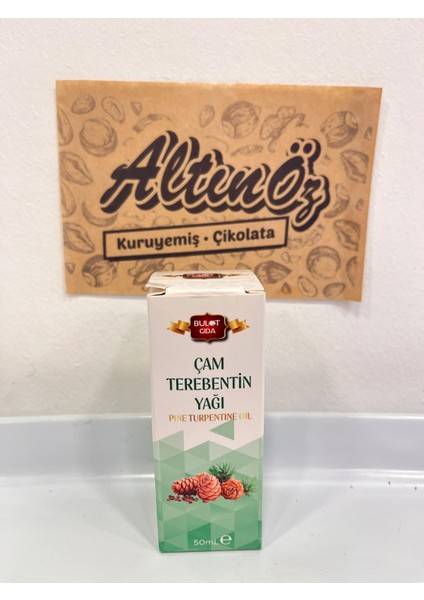 Altınöz
Kuruyemiş • Çikolata
BULUT
GIDA
ÇAM
TEREBENTİN
YAĞI
PINE TURPENTINE OIL
50mL ℮